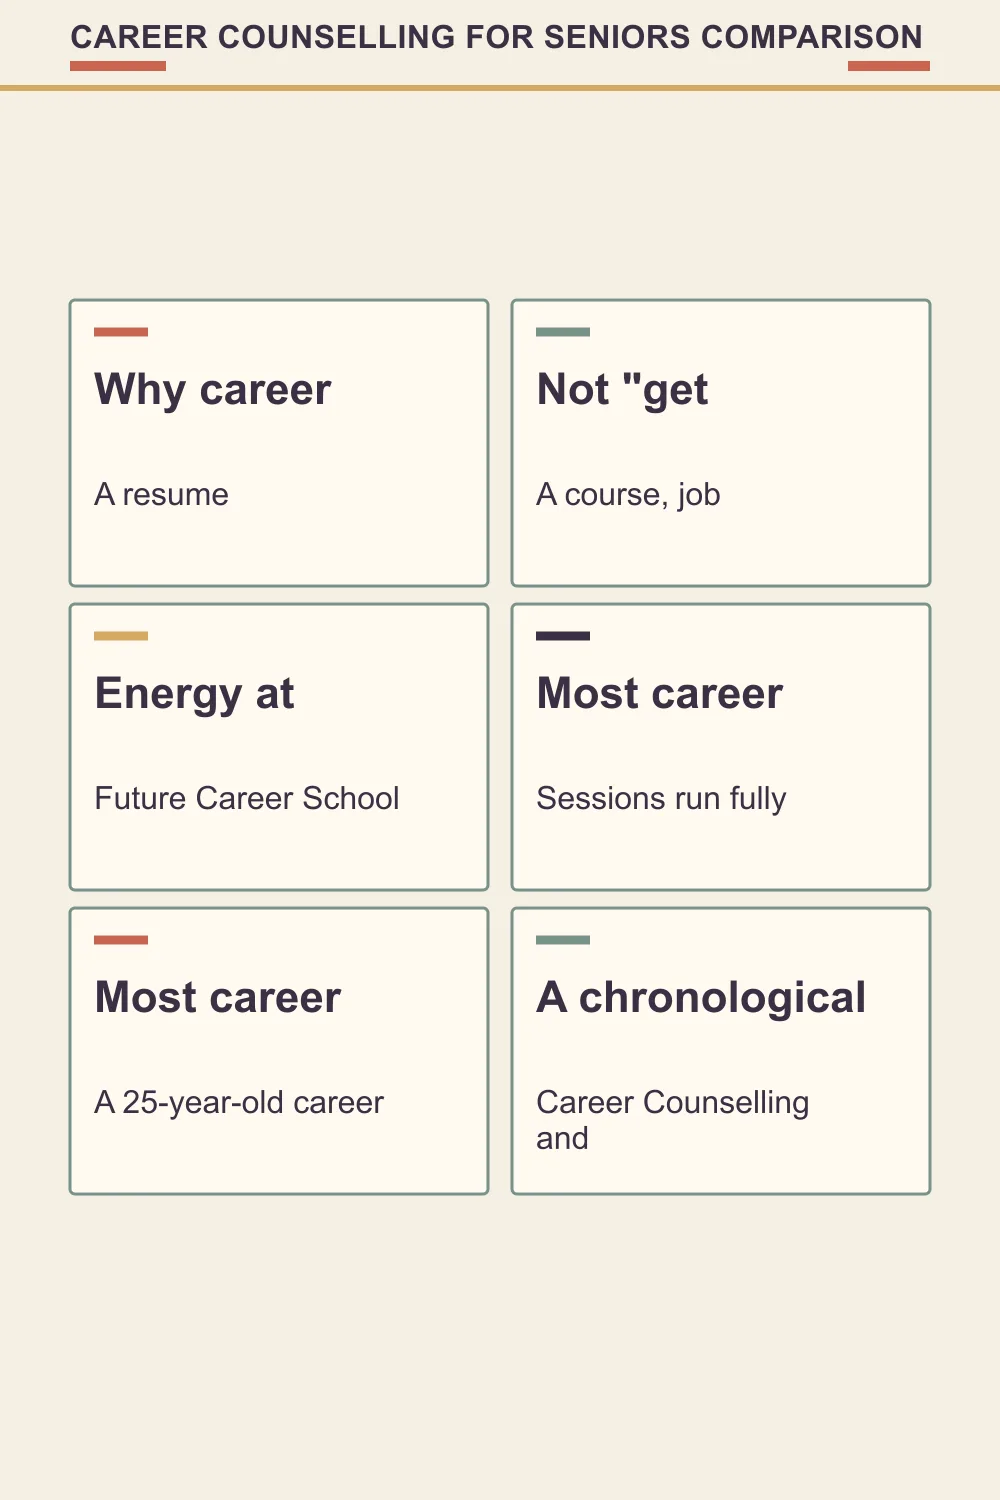 CAREER COUNSELLING FOR SENIORS COMPARISON
Why career
A resume
Not "get
A course, job
Energy at
Future Career School
Most career
Sessions run fully
Most career
A 25-year-old career
A chronological
Career Counselling
and